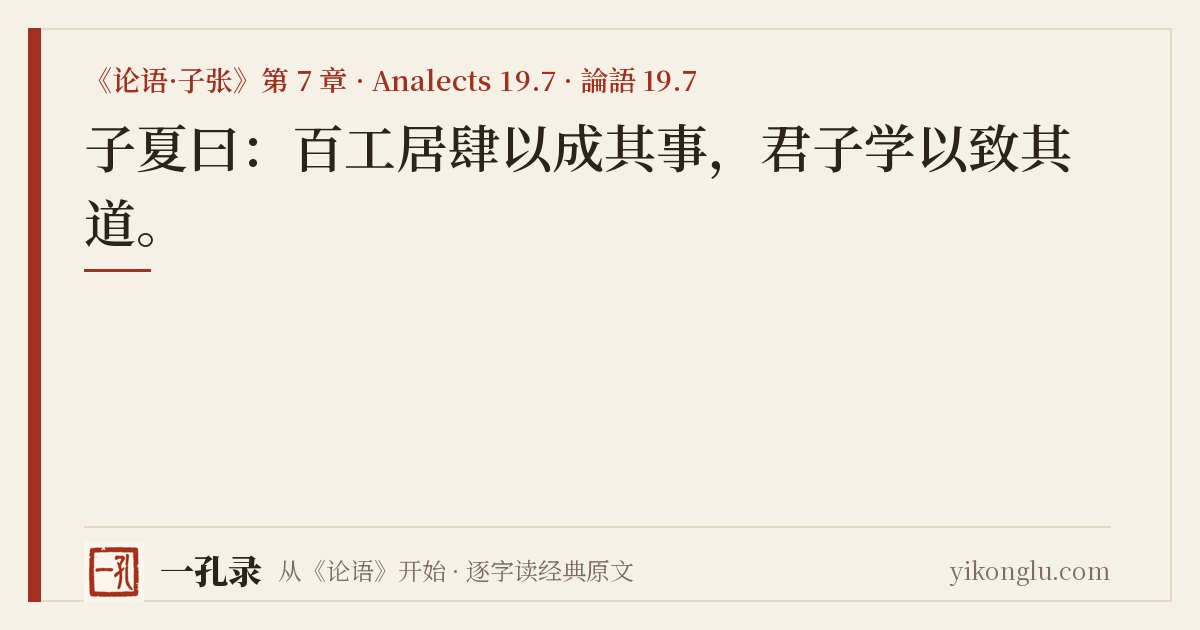 《论语·子张》第 7 章 · Analects 19.7 · 論語 19.7
子夏曰：百工居肆以成其事，君子学以致其
道。
一孔
一孔录 从《论语》开始 · 逐字读经典原文 yikonglu.com